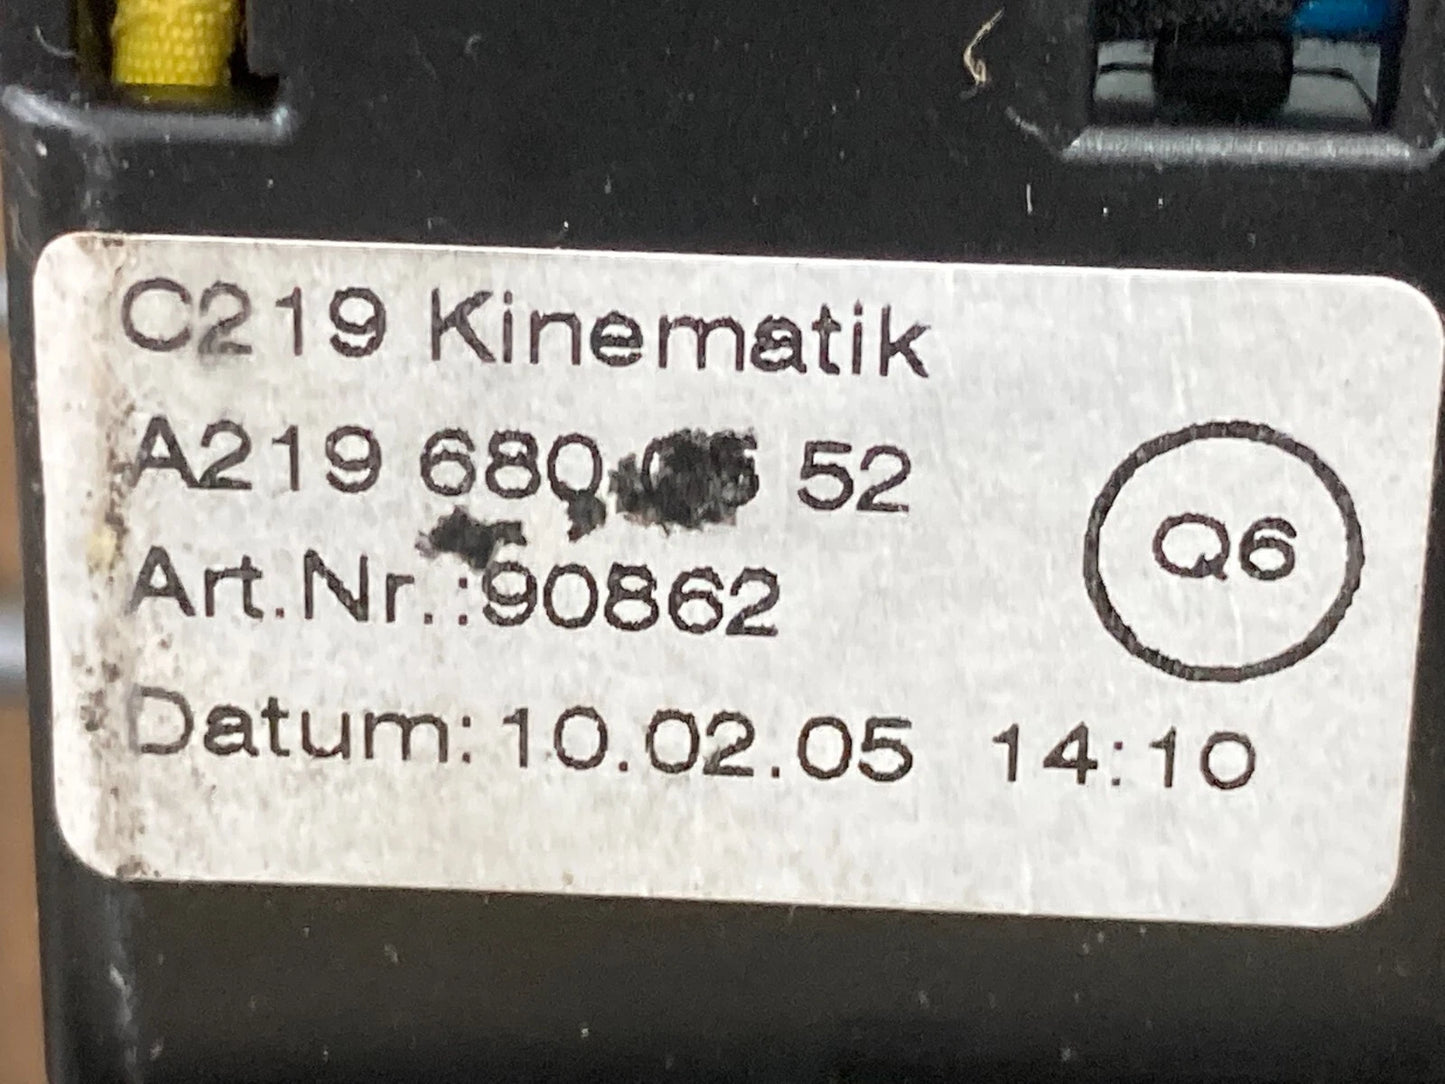 C219 Kinematik
A219 680 52
Art.Nr.:90862
Q6
Datum: 10.02.05 14:10